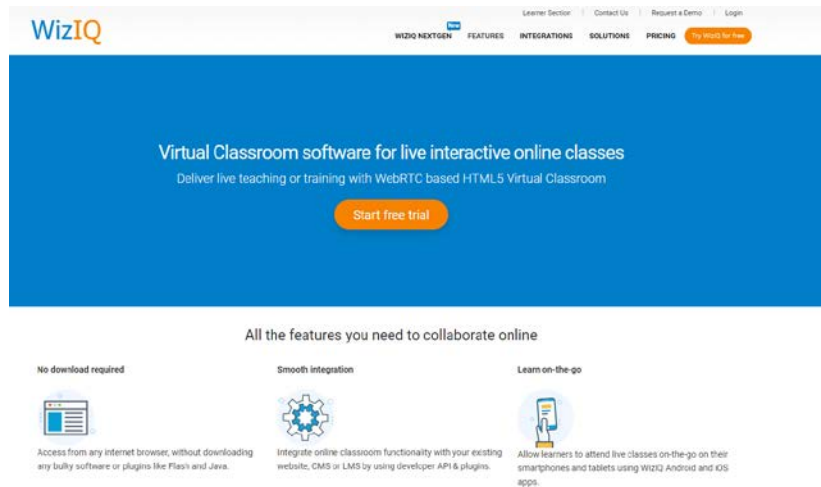 Learner Section | Contact Us | Request a Demo | Login
WizIQ
New
WIZIQ NEXTGEN FEATURES INTEGRATIONS SOLUTIONS PRICING Try WizIQ for free
Virtual Classroom software for live interactive online classes
Deliver live teaching or training with WebRTC based HTML5 Virtual Classroom
Start free trial
All the features you need to collaborate online
No download required
Access from any internet browser, without downloading
any bulky software or plugins like Flash and Java.
Smooth integration
Integrate online classroom functionality with your existing
website, CMS or LMS by using developer API & plugins.
Learn on-the-go
Allow learners to attend live classes on-the-go on their
smartphones and tablets using WizIQ Android and iOS
apps.